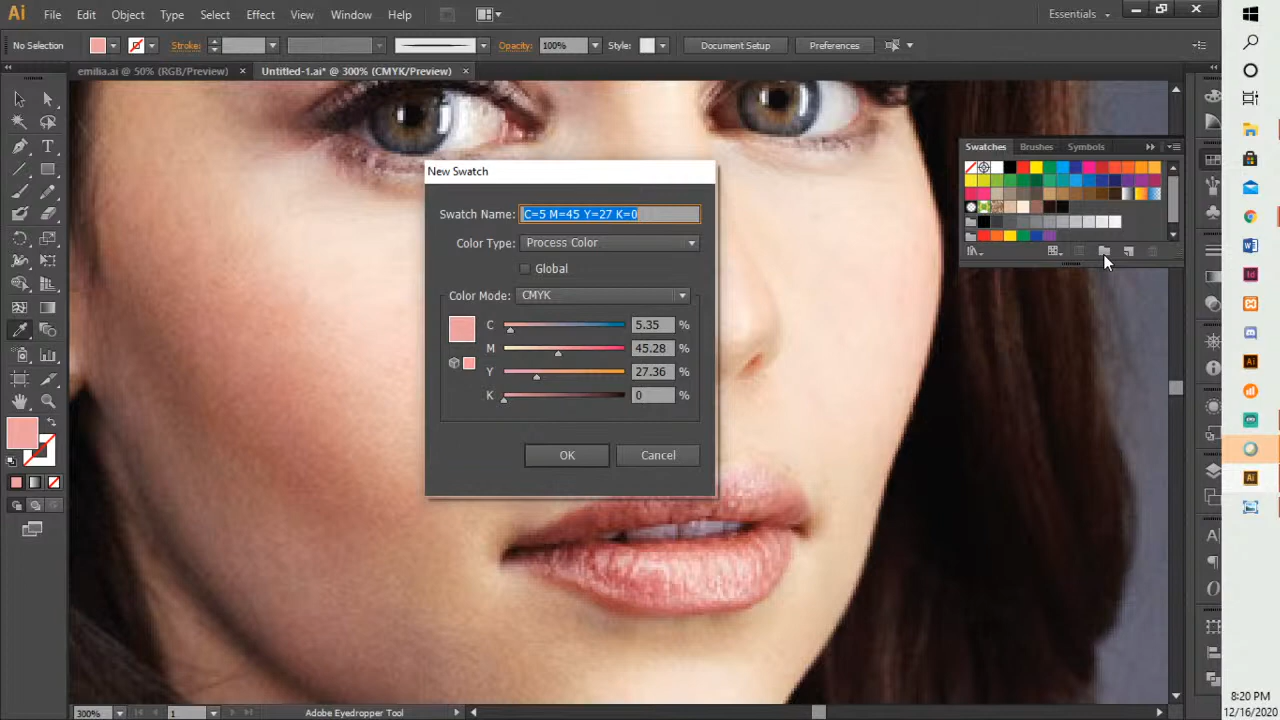 Ai File Edit Object Type Select Effect View Window Help Essentials
No Selection Stroke: Opacity: 100% Style: Document Setup Preferences
emilia.ai @ 50% (RGB/Preview) × Untitled-1.ai* @ 300% (CMYK/Preview) ×
Swatches Brushes Symbols
New Swatch
Swatch Name: C=5 M=45 Y=27 K=0
Color Type: Process Color
Global
Color Mode: CMYK
C 5.35 %
M 45.28 %
Y 27.36 %
K 0 %
OK Cancel
300% 1 Adobe Eyedropper Tool
8:20 PM
12/16/2020